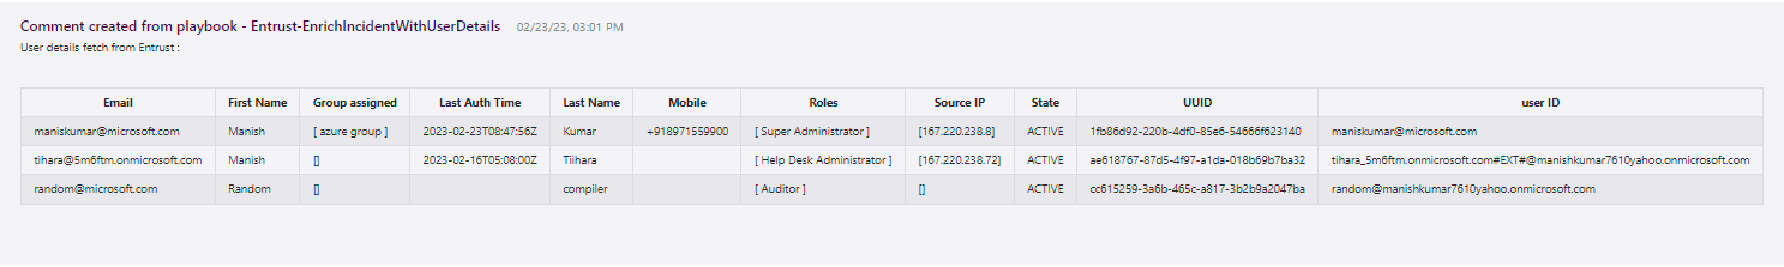 Comment created from playbook - Entrust-EnrichIncidentWithUserDetails 02/23/23, 03:01 PM
User details fetch from Entrust :
Email First Name Group assigned Last Auth Time Last Name Mobile Roles Source IP State UUID user ID
maniskumar@microsoft.com Manish [ azure group ] 2023-02-23T08:47:56Z Kumar +918971559900 [ Super Administrator ] [167.220.238.8] ACTIVE 1fb86d92-220b-4df0-85e6-54666f623140 maniskumar@microsoft.com
tihara@5m6ftm.onmicrosoft.com Manish [] 2023-02-16T05:08:00Z Tiihara [ Help Desk Administrator ] [167.220.238.72] ACTIVE ae618767-87d5-4f97-a1da-018b69b7ba32 tihara_5m6ftm.onmicrosoft.com#EXT#@manishkumar7610yahoo.onmicrosoft.com
random@microsoft.com Random [] compiler [ Auditor ] [] ACTIVE cc615259-3a6b-465c-a817-3b2b9a2047ba random@manishkumar7610yahoo.onmicrosoft.com